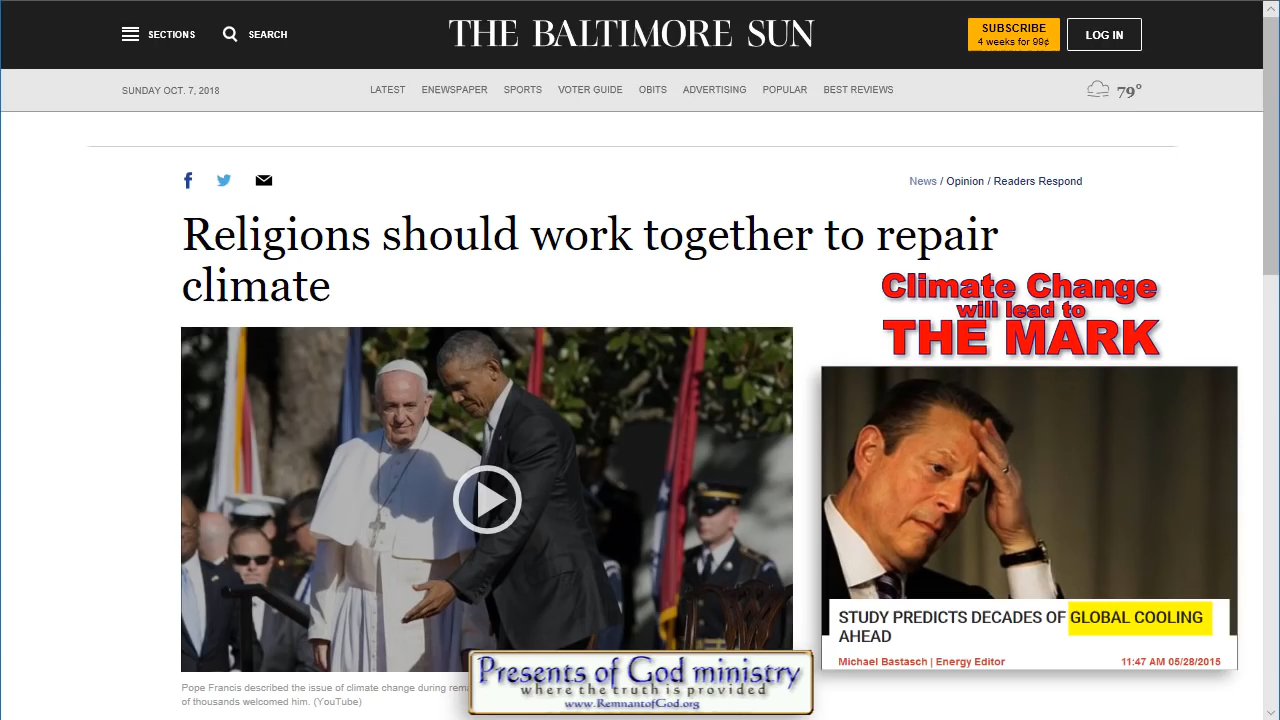 SECTIONS
SEARCH
THE BALTIMORE SUN
SUBSCRIBE
4 weeks for 99¢
LOG IN
SUNDAY OCT. 7, 2018
LATEST ENEWSPAPER SPORTS VOTER GUIDE OBITS ADVERTISING POPULAR BEST REVIEWS
79°
News / Opinion / Readers Respond
Religions should work together to repair
climate
Climate Change
will lead to
THE MARK
STUDY PREDICTS DECADES OF GLOBAL COOLING
AHEAD
Michael Bastasch | Energy Editor
11:47 AM 05/28/2015
Pope Francis described the issue of climate change during
of thousands welcomed him. (YouTube)
Presents of God ministry
where the truth is provided
www.RemnantofGod.org